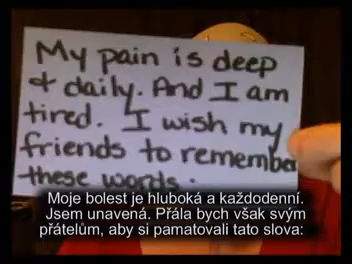 My pain is deep
& daily. And I am
tired. I wish my
friends to remember
these words:
Moje bolest je hluboká a každodenní.
Jsem unavená. Přála bych však svým
přátelům, aby si pamatovali tato slova: